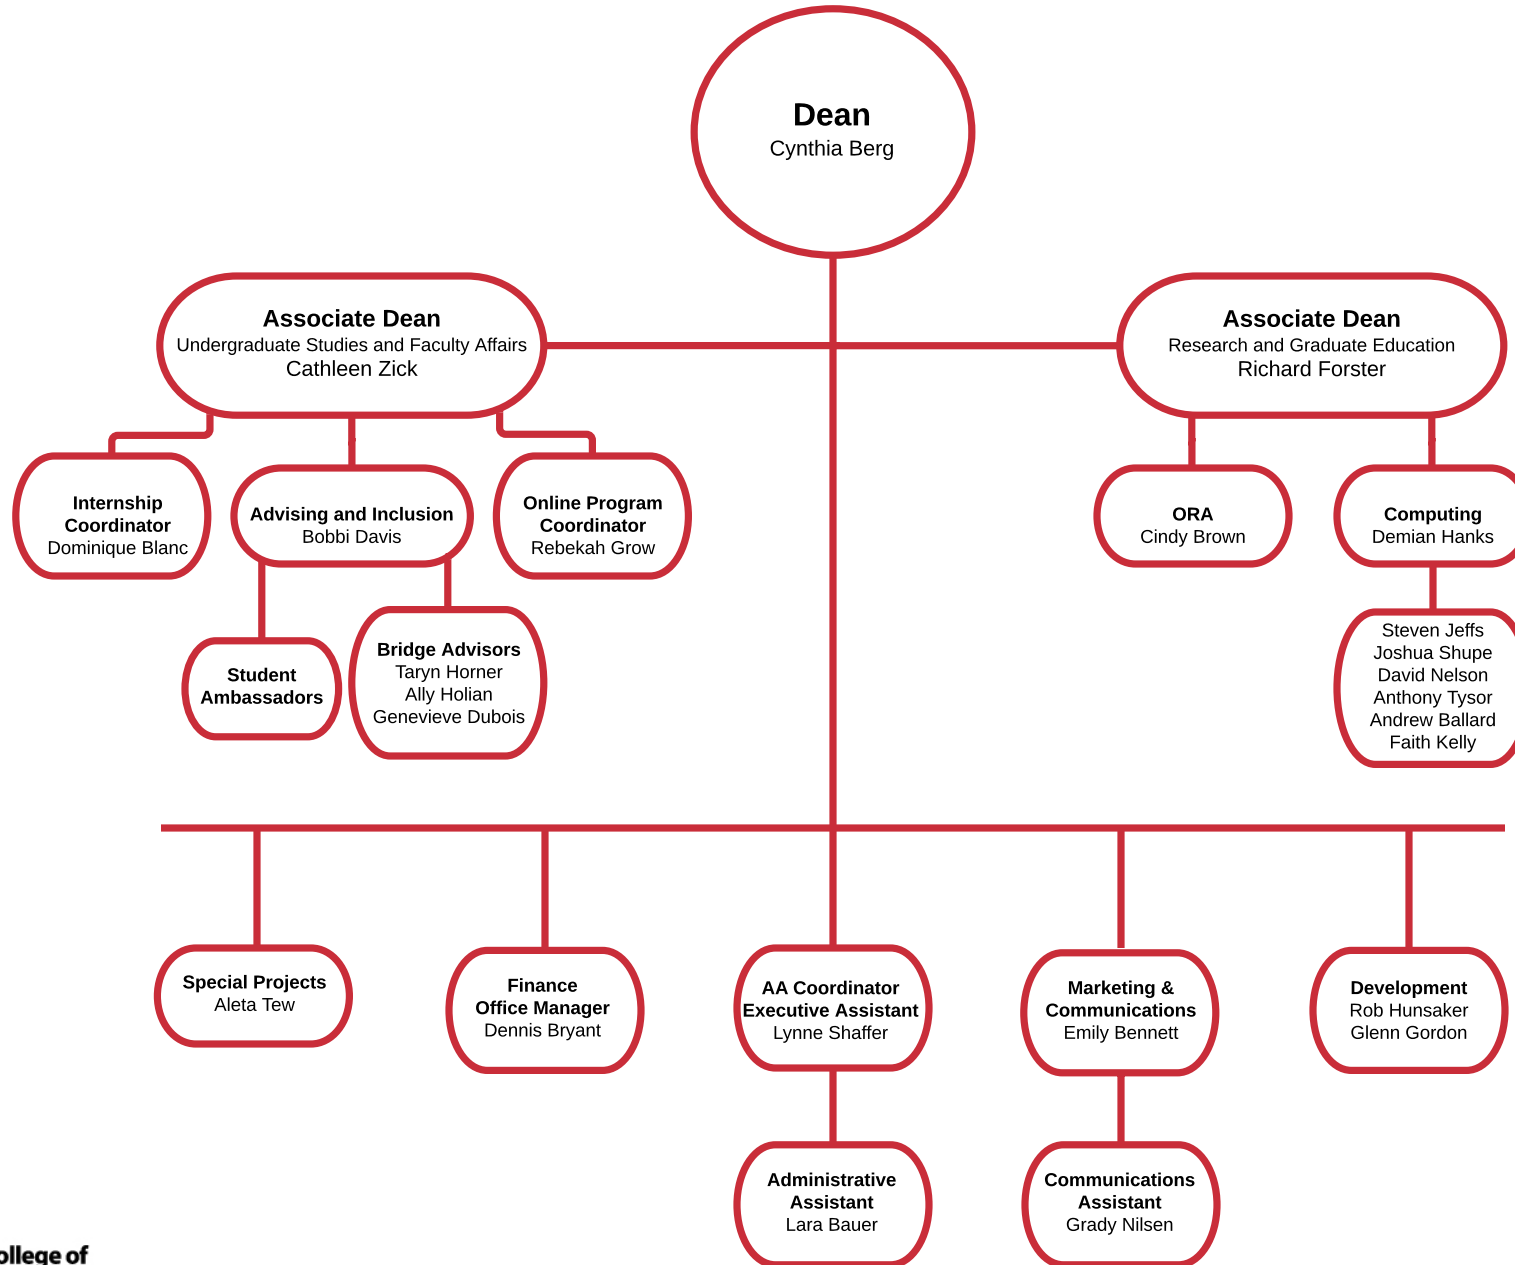 Dean
Cynthia Berg
Associate Dean
Undergraduate Studies and Faculty Affairs
Cathleen Zick
Associate Dean
Research and Graduate Education
Richard Forster
Internship
Coordinator
Dominique Blanc
Advising and Inclusion
Bobbi Davis
Online Program
Coordinator
Rebekah Grow
ORA
Cindy Brown
Computing
Demian Hanks
Student
Ambassadors
Bridge Advisors
Taryn Horner
Ally Holian
Genevieve Dubois
Steven Jeffs
Joshua Shupe
David Nelson
Anthony Tysor
Andrew Ballard
Faith Kelly
Special Projects
Aleta Tew
Finance
Office Manager
Dennis Bryant
AA Coordinator
Executive Assistant
Lynne Shaffer
Marketing &
Communications
Emily Bennett
Development
Rob Hunsaker
Glenn Gordon
Administrative
Assistant
Lara Bauer
Communications
Assistant
Grady Nilsen
ollege of